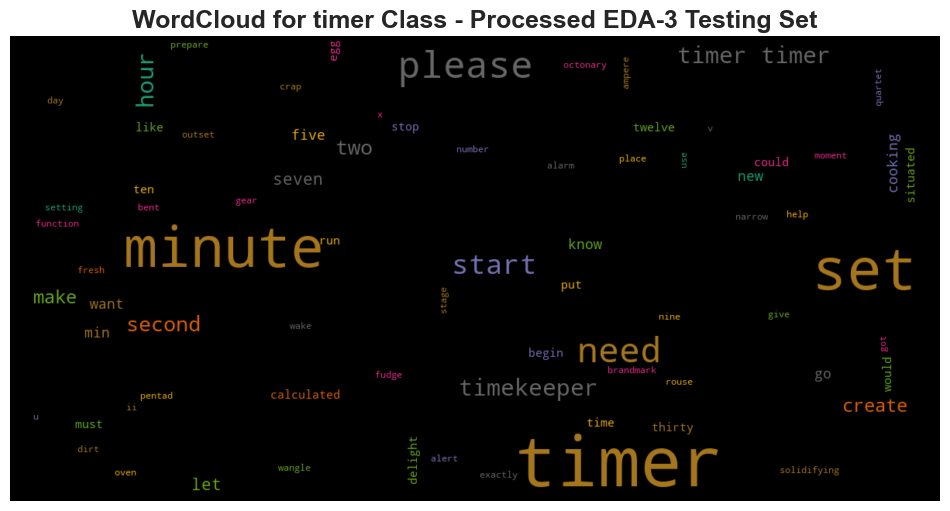 WordCloud for timer Class - Processed EDA-3 Testing Set
prepare
egg
please
timer timer
hour
octonary
ampere
quartet
crap
day
x
like
outset
five
stop
twelve
v
two
number
alarm
place
use
could
moment
cooking
situated
seven
new
ten
gear
setting
bent
function
narrow
help
minute
run
know
start
set
fresh
put
make
want
stage
second
min
wake
nine
give
begin
need
got
would
fudge
brandmark
rouse
go
pentad
calculated
timekeeper
create
ii
u
must
time
thirty
dirt
delight
alert
timer
oven
wangle
exactly
solidifying
let